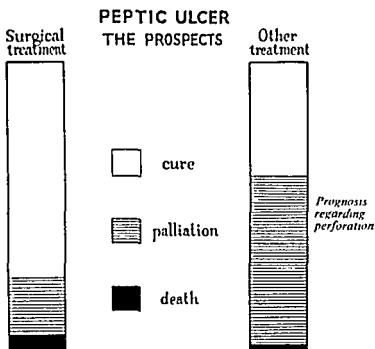 PEPTIC ULCER
THE PROSPECTS
Surgical
treatment
Other
treatment
cure
palliation
death
Prognosis
regarding
perforation